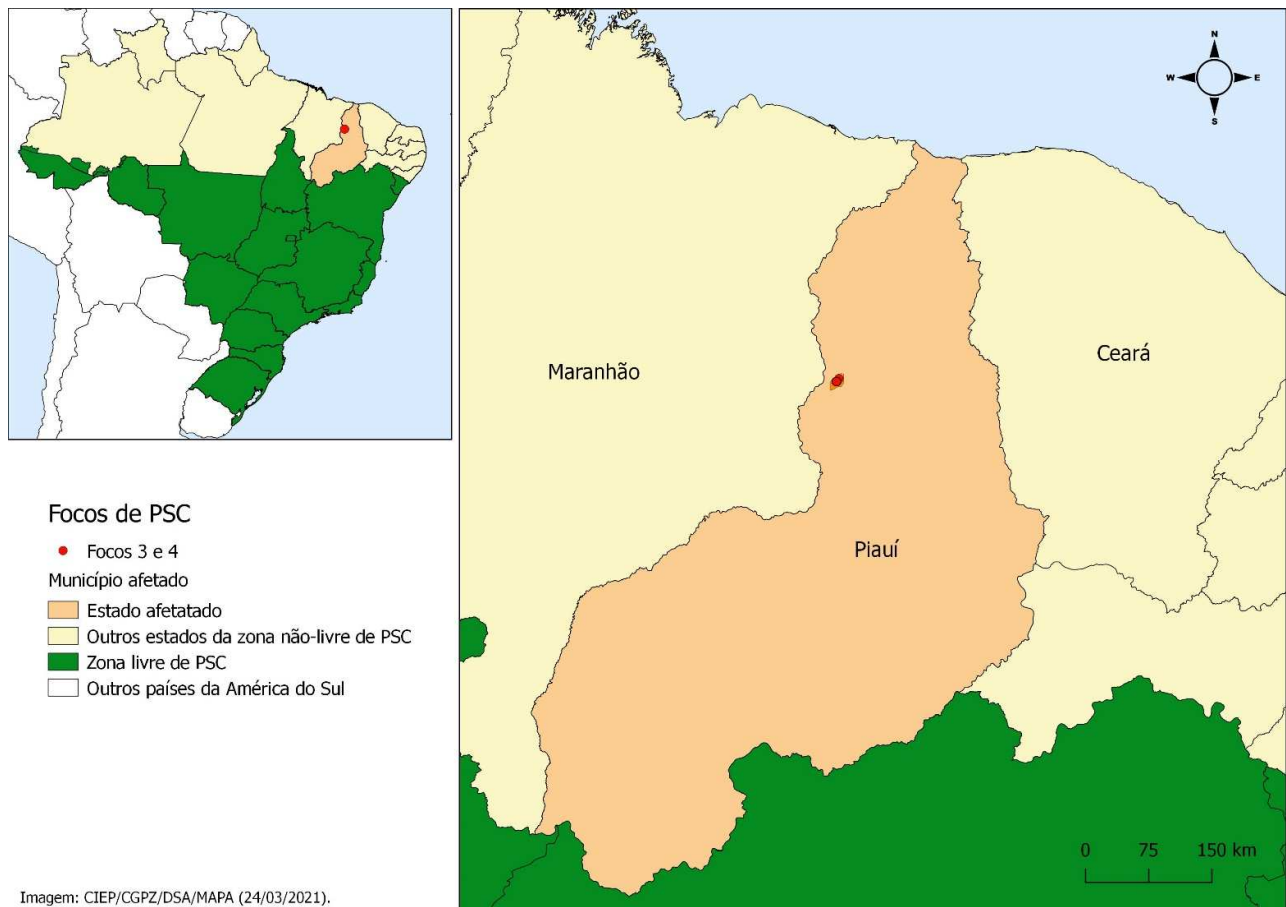 N
W
E
S
Maranhão
Ceará
Piauí
Focos de PSC
Focos 3 e 4
Município afetado
Estado afetatado
Outros estados da zona não-livre de PSC
Zona livre de PSC
Outros países da América do Sul
0 75 150 km
Imagem: CIEP/CGPZ/DSA/MAPA (24/03/2021).